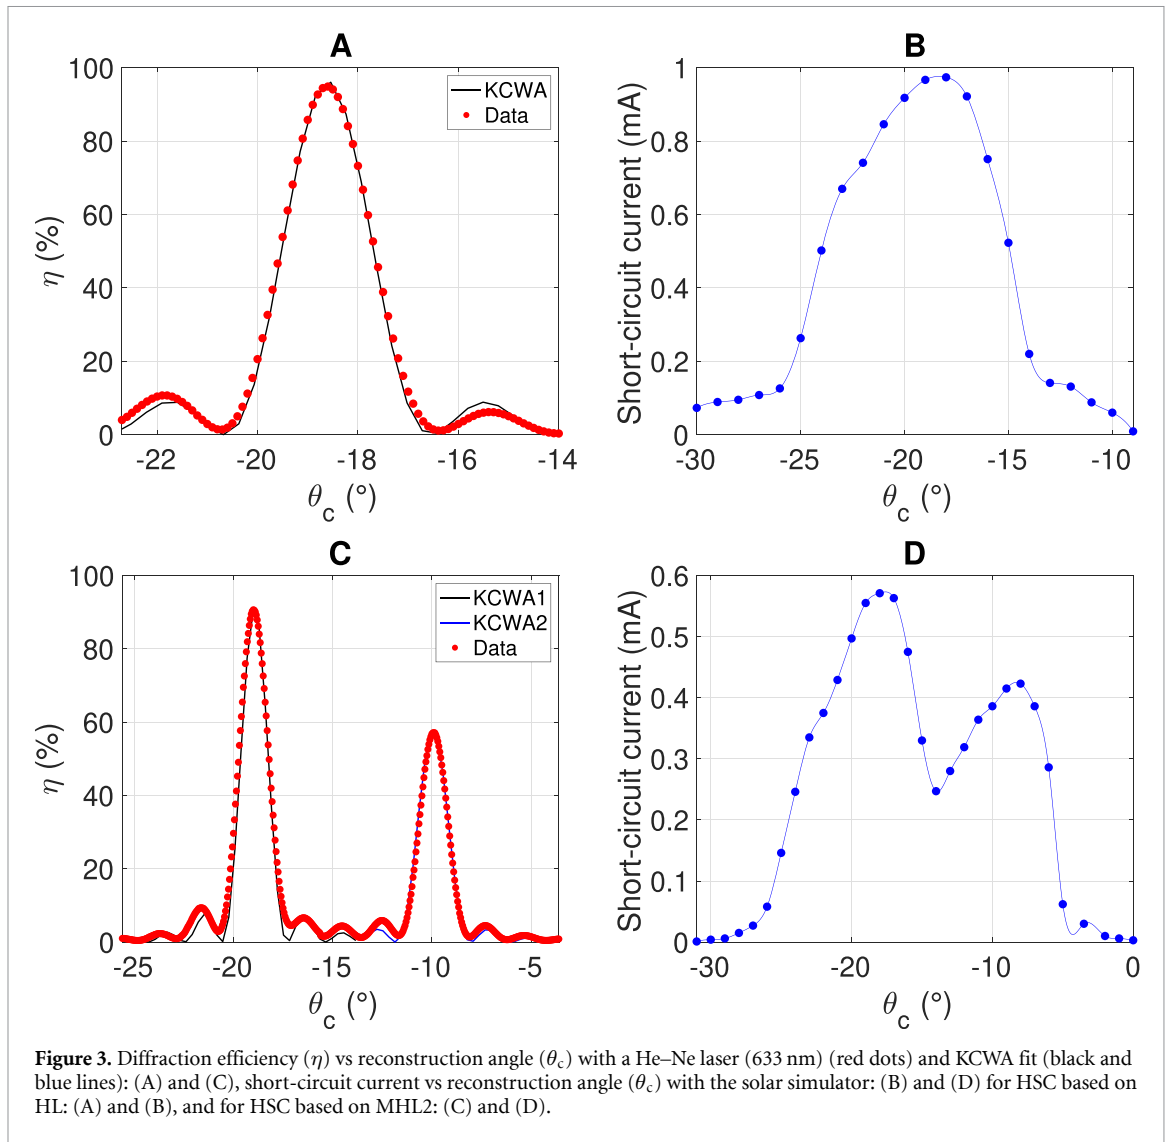 A
100
80
60
40
20
0
η (%)
-22
-20
-18
-16
-14
θc (°)
KCWA
Data
B
1
0.8
0.6
0.4
0.2
0
Short-circuit current (mA)
-30
-25
-20
-15
-10
θc (°)
C
100
80
60
40
20
0
η (%)
-25
-20
-15
-10
-5
θc (°)
KCWA1
KCWA2
Data
D
0.6
0.5
0.4
0.3
0.2
0.1
0
Short-circuit current (mA)
-30
-20
-10
0
θc (°)
Figure 3. Diffraction efficiency (η) vs reconstruction angle (θc) with a He–Ne laser (633 nm) (red dots) and KCWA fit (black and
blue lines): (A) and (C), short-circuit current vs reconstruction angle (θc) with the solar simulator: (B) and (D) for HSC based on
HL: (A) and (B), and for HSC based on MHL2: (C) and (D).